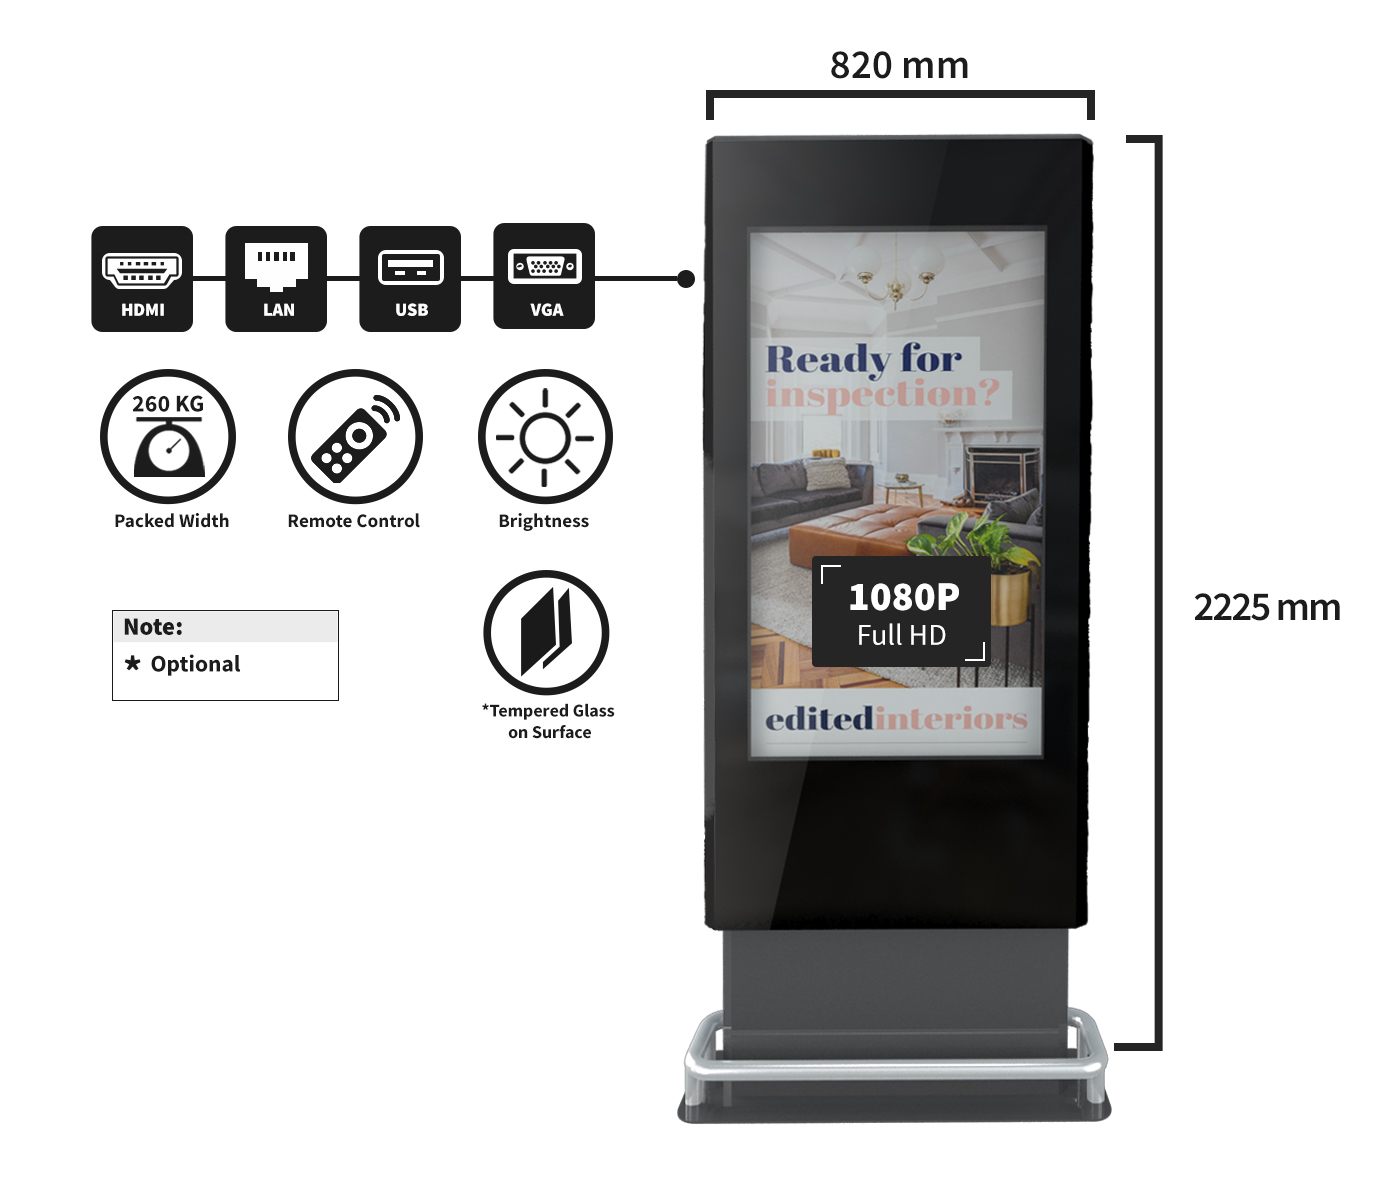 820 mm
HDMI
LAN
USB
VGA
260 KG
Packed Width
Remote Control
Brightness
Note:
* Optional
*Tempered Glass
on Surface
Ready for
inspection?
1080P
Full HD
editedinteriors
2225 mm